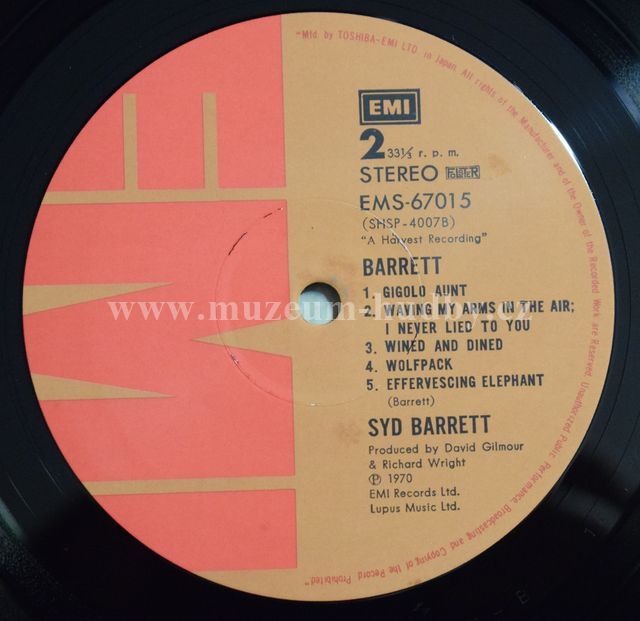 "Mfd. by TOSHIBA-EMI LTD. in Japan. All rights of the Manufacturer and of the Owner of the Recorded Work are Reserved. Unauthorized Public Performance, Broadcasting and Copying of the Record Prohibited"
EMI
2 33⅓ r. p. m.
STEREO
EMS-67015
(SHSP-4007B)
"A Harvest Recording"
BARRETT
1. GIGOLO AUNT
2. WAVING MY ARMS IN THE AIR;
I NEVER LIED TO YOU
3. WINED AND DINED
4. WOLFPACK
5. EFFERVESCING ELEPHANT
(Barrett)
SYD BARRETT
Produced by David Gilmour
& Richard Wright
Ⓟ 1970
EMI Records Ltd.
Lupus Music Ltd.
EMI
www.muzeum-hudby.cz